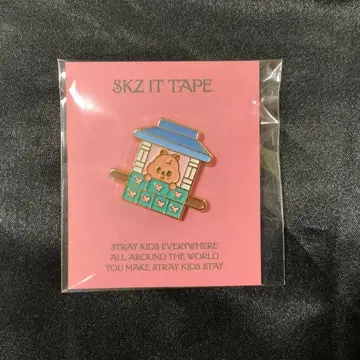 SKZ IT TAPE
STRAY KIDS EVERYWHERE
ALL AROUND THE WORLD
YOU MAKE STRAY KIDS STAY